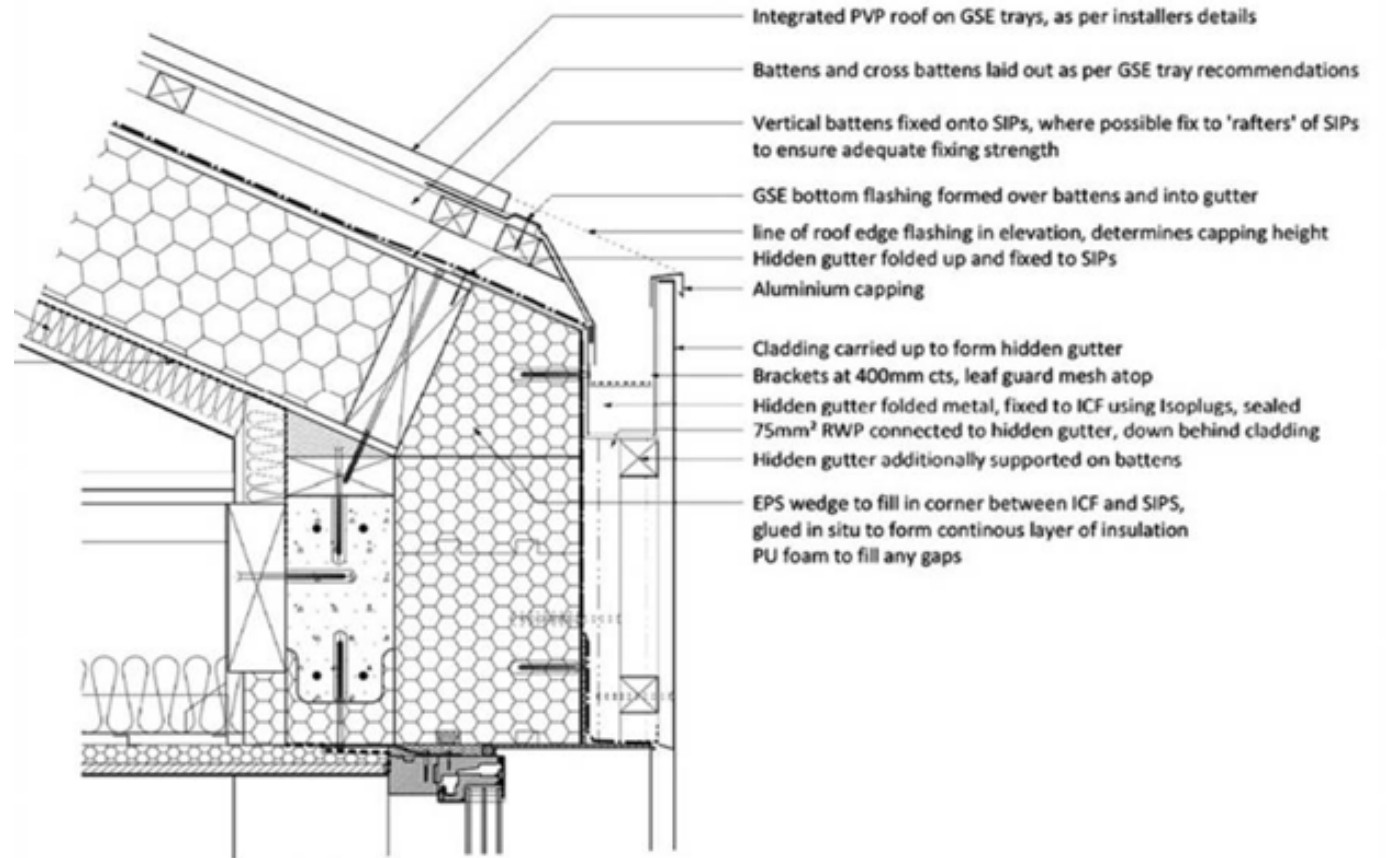 Integrated PVP roof on GSE trays, as per installers details
Battens and cross battens laid out as per GSE tray recommendations
Vertical battens fixed onto SIPs, where possible fix to 'rafters' of SIPs
to ensure adequate fixing strength
GSE bottom flashing formed over battens and into gutter
line of roof edge flashing in elevation, determines capping height
Hidden gutter folded up and fixed to SIPs
Aluminium capping
Cladding carried up to form hidden gutter
Brackets at 400mm cts, leaf guard mesh atop
Hidden gutter folded metal, fixed to ICF using Isoplugs, sealed
75mm² RWP connected to hidden gutter, down behind cladding
Hidden gutter additionally supported on battens
EPS wedge to fill in corner between ICF and SIPS,
glued in situ to form continous layer of insulation
PU foam to fill any gaps